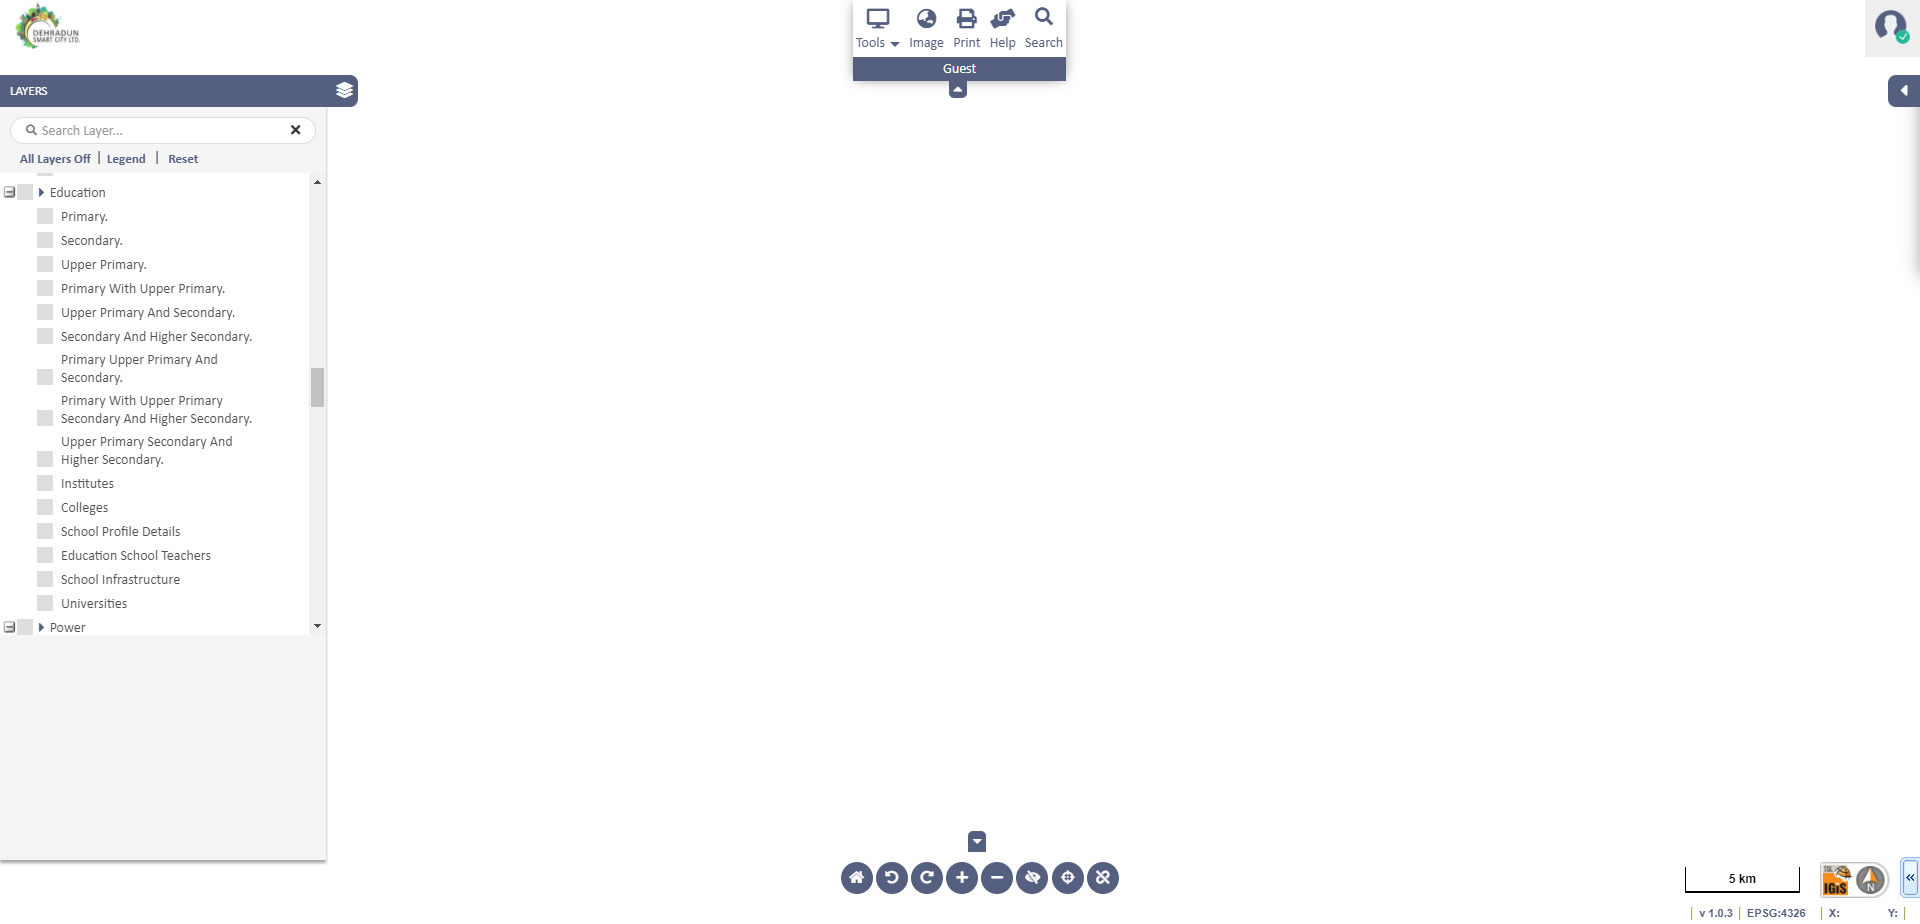 DEHRADUN
SMART CITY LTD.
Tools
Image
Print
Help
Search
Guest
LAYERS
Search Layer...
All Layers Off | Legend | Reset
Education
Primary.
Secondary.
Upper Primary.
Primary With Upper Primary.
Upper Primary And Secondary.
Secondary And Higher Secondary.
Primary Upper Primary And
Secondary.
Primary With Upper Primary
Secondary And Higher Secondary.
Upper Primary Secondary And
Higher Secondary.
Institutes
Colleges
School Profile Details
Education School Teachers
School Infrastructure
Universities
Power
5 km
IGiS
N
v 1.0.3 | EPSG:4326 | X: Y: